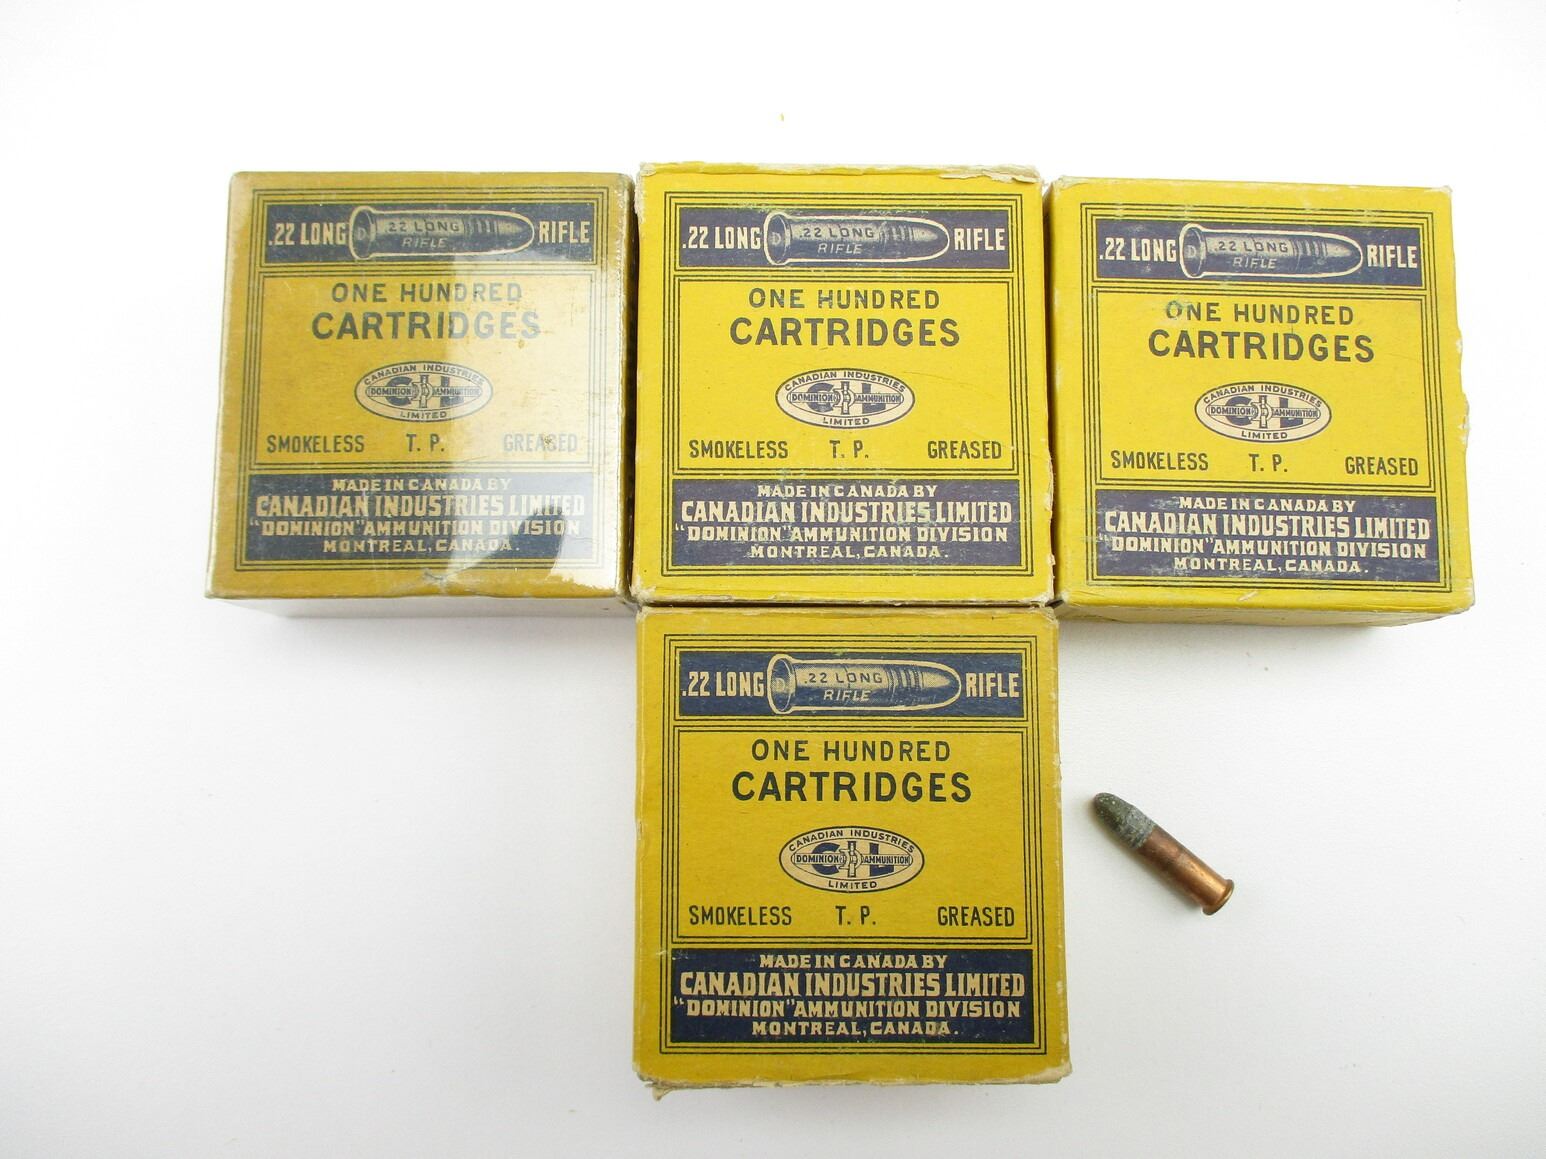 .22 LONG D .22 LONG RIFLE
RIFLE
ONE HUNDRED
CARTRIDGES
CANADIAN INDUSTRIES
CIL
DOMINION AMMUNITION
LIMITED
SMOKELESS T. P. GREASED
MADE IN CANADA BY
CANADIAN INDUSTRIES LIMITED
"DOMINION" AMMUNITION DIVISION
MONTREAL, CANADA.
.22 LONG D .22 LONG RIFLE
RIFLE
ONE HUNDRED
CARTRIDGES
CANADIAN INDUSTRIES
CIL
DOMINION AMMUNITION
LIMITED
SMOKELESS T. P. GREASED
MADE IN CANADA BY
CANADIAN INDUSTRIES LIMITED
"DOMINION" AMMUNITION DIVISION
MONTREAL, CANADA.
.22 LONG D .22 LONG RIFLE
RIFLE
ONE HUNDRED
CARTRIDGES
CANADIAN INDUSTRIES
CIL
DOMINION AMMUNITION
LIMITED
SMOKELESS T. P. GREASED
MADE IN CANADA BY
CANADIAN INDUSTRIES LIMITED
"DOMINION" AMMUNITION DIVISION
MONTREAL, CANADA.
.22 LONG D .22 LONG RIFLE
RIFLE
ONE HUNDRED
CARTRIDGES
CANADIAN INDUSTRIES
CIL
DOMINION AMMUNITION
LIMITED
SMOKELESS T. P. GREASED
MADE IN CANADA BY
CANADIAN INDUSTRIES LIMITED
"DOMINION" AMMUNITION DIVISION
MONTREAL, CANADA.